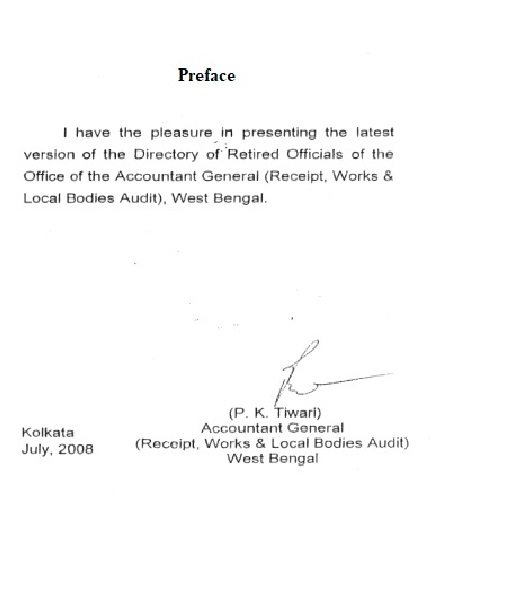 Preface
I have the pleasure in presenting the latest
version of the Directory of Retired Officials of the
Office of the Accountant General (Receipt, Works &
Local Bodies Audit), West Bengal.
(P. K. Tiwari)
Kolkata
Accountant General
July, 2008
(Receipt, Works & Local Bodies Audit)
West Bengal